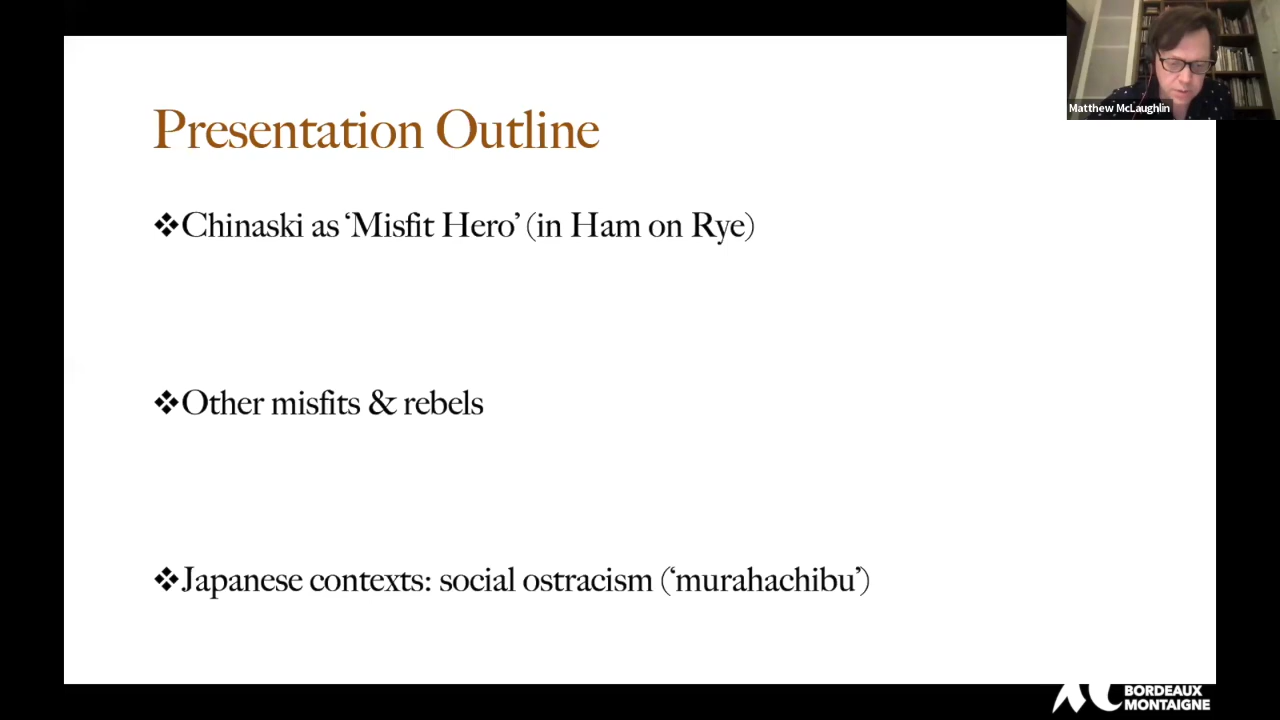 Matthew McLaughlin
Presentation Outline
❖Chinaski as ‘Misfit Hero’ (in Ham on Rye)
❖Other misfits & rebels
❖Japanese contexts: social ostracism (‘murahachibu’)
BORDEAUX
MONTAIGNE